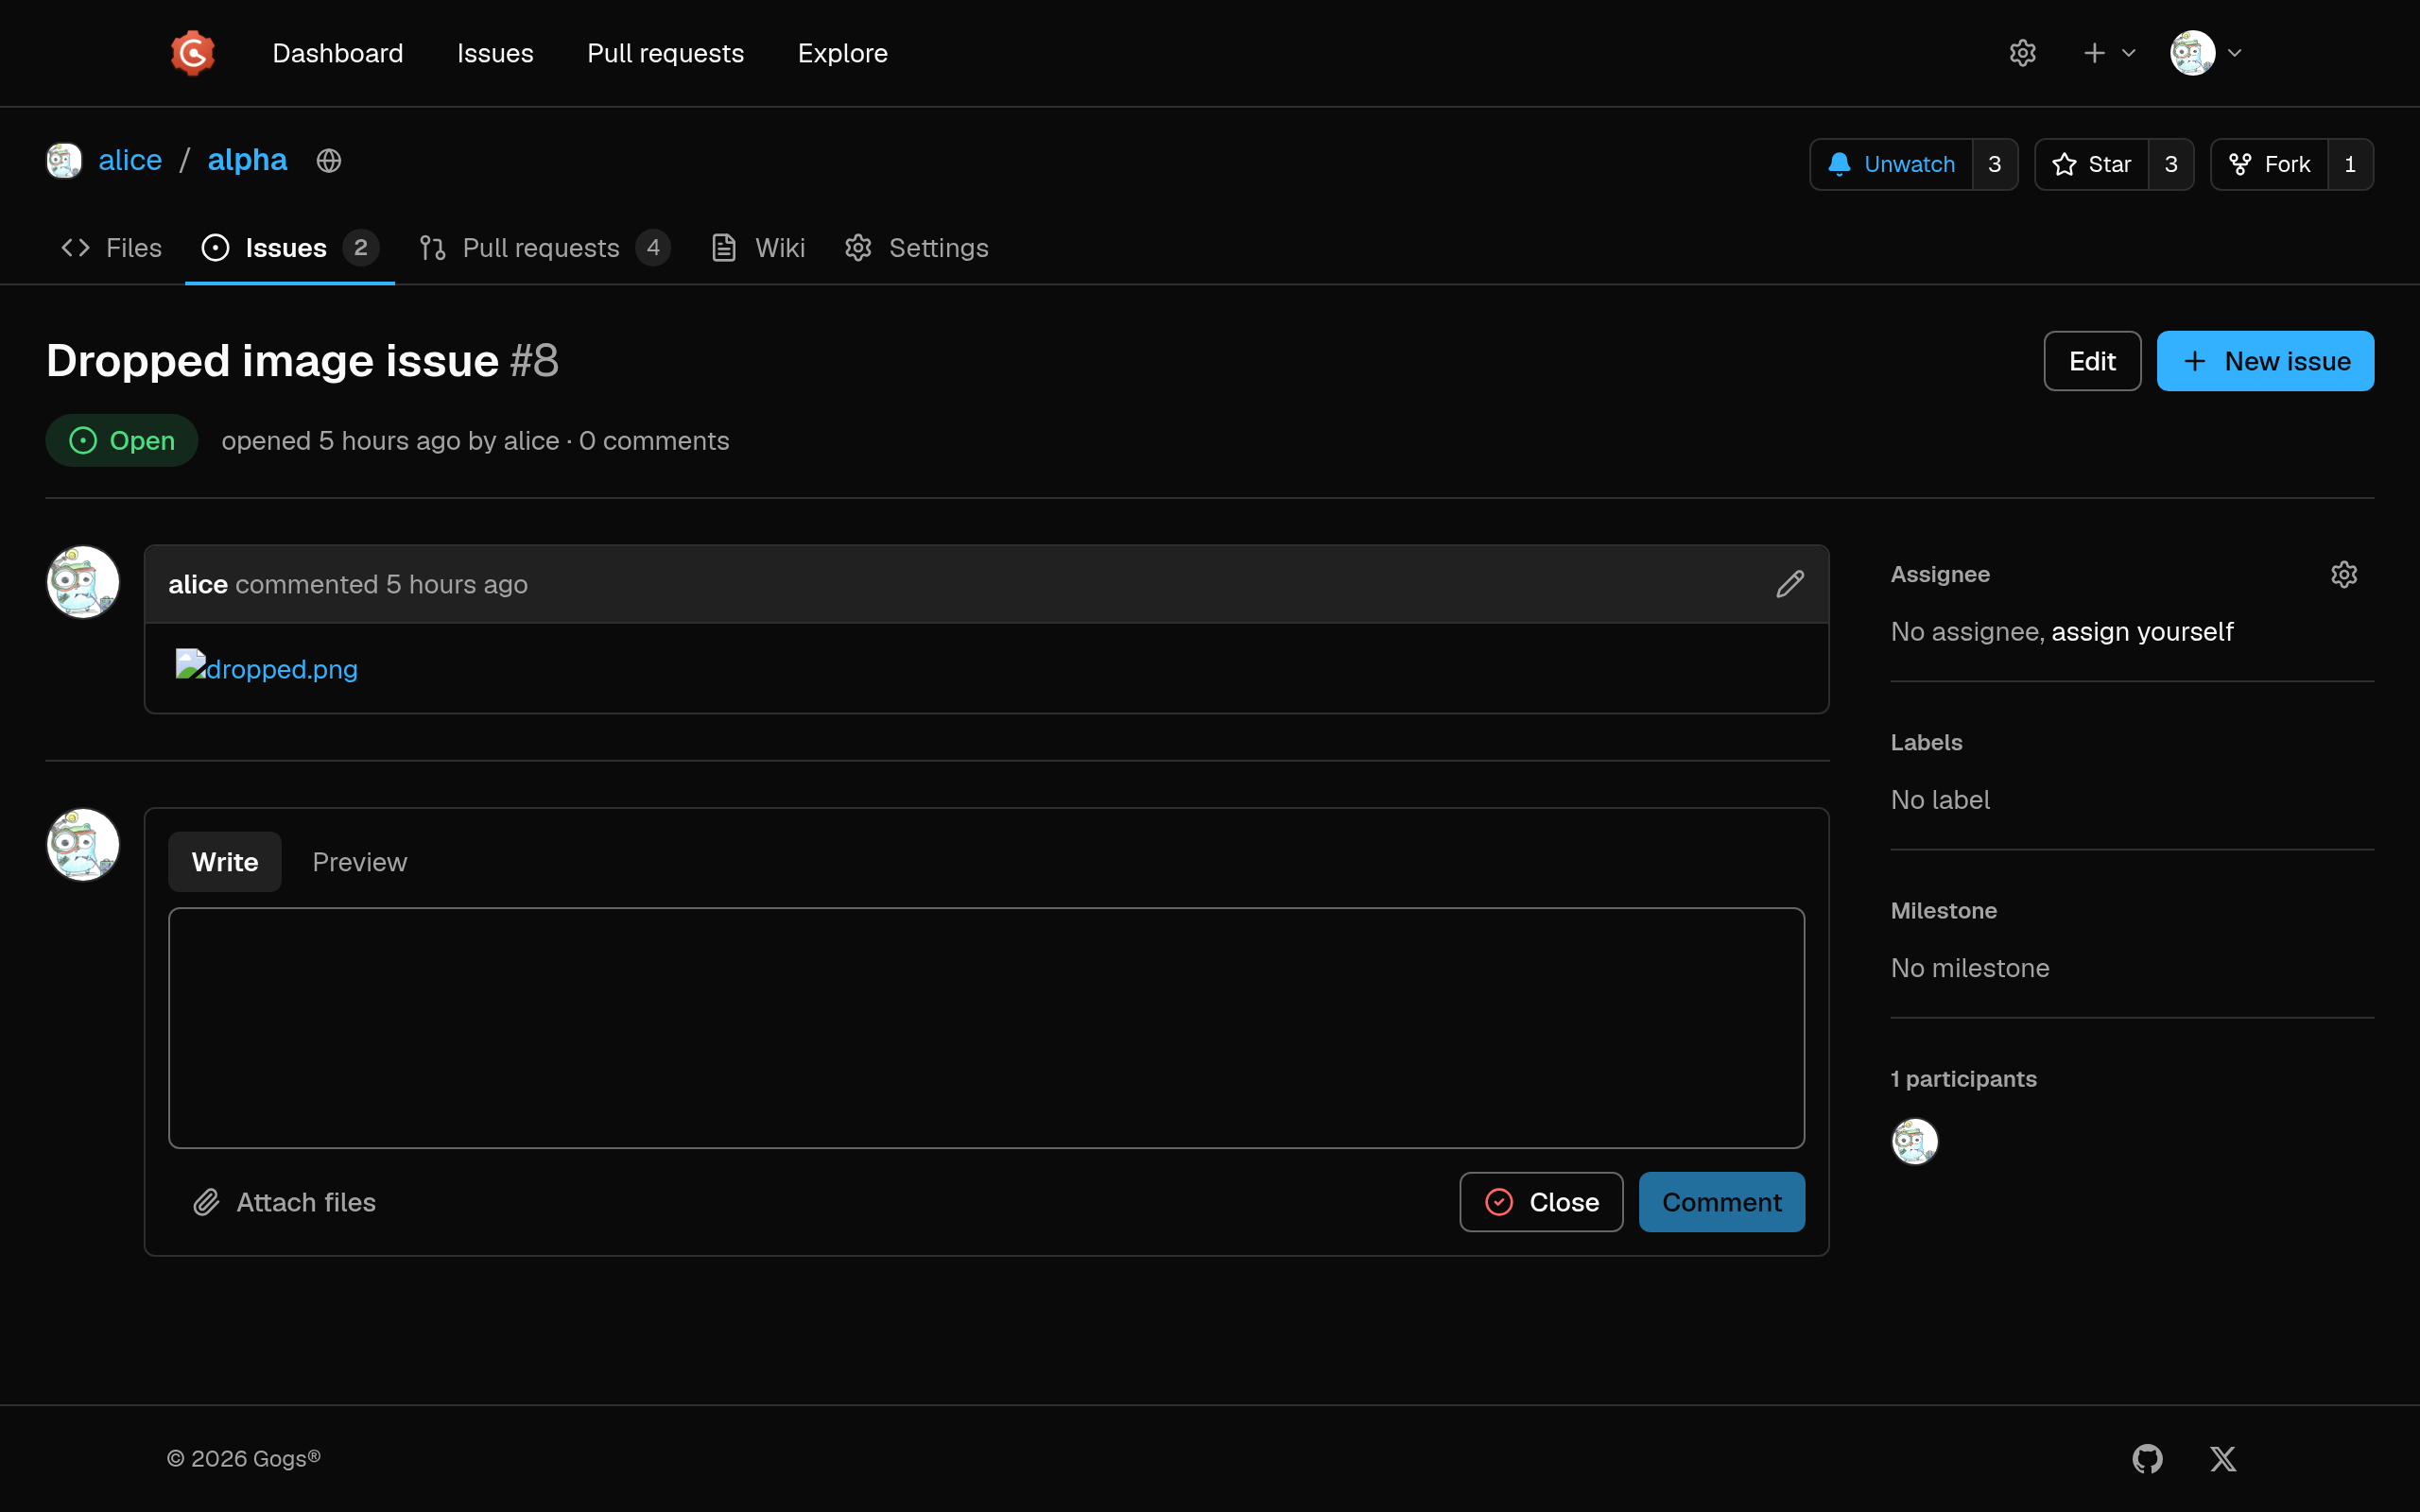 Dashboard Issues Pull requests Explore
alice / alpha
Unwatch 3 Star 3 Fork 1
Files Issues 2 Pull requests 4 Wiki Settings
Dropped image issue #8
Edit New issue
Open opened 5 hours ago by alice · 0 comments
alice commented 5 hours ago
dropped.png
Write Preview
Attach files
Close Comment
Assignee
No assignee, assign yourself
Labels
No label
Milestone
No milestone
1 participants
© 2026 Gogs®